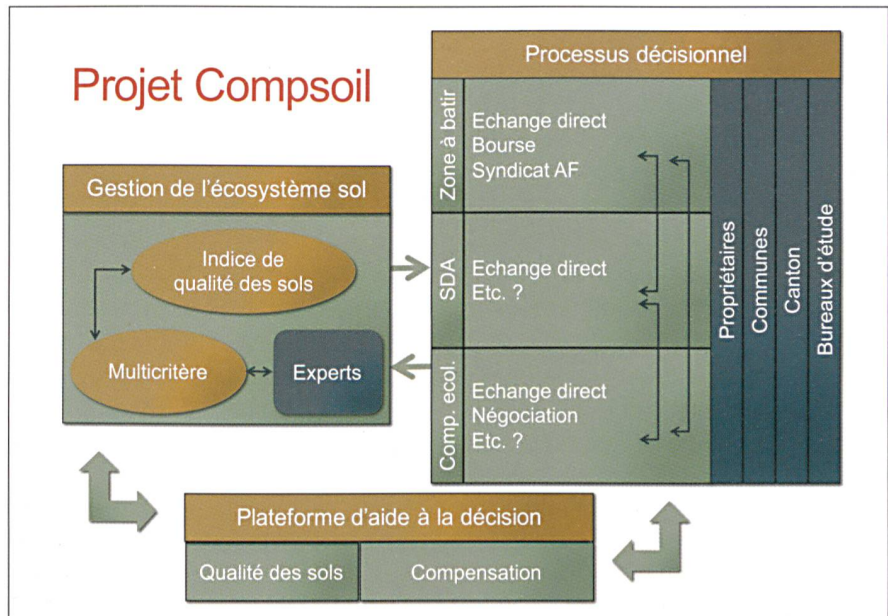 Projet Compsoil
Gestion de l'écosystème sol
Indice de
qualité des sols
Multicritère
Experts
Processus décisionnel
Zone à batir
Echange direct
Bourse
Syndicat AF
SDA
Echange direct
Etc. ?
Comp. ecol.
Echange direct
Négociation
Etc. ?
Propriétaires
Communes
Canton
Bureaux d'étude
Plateforme d'aide à la décision
Qualité des sols
Compensation